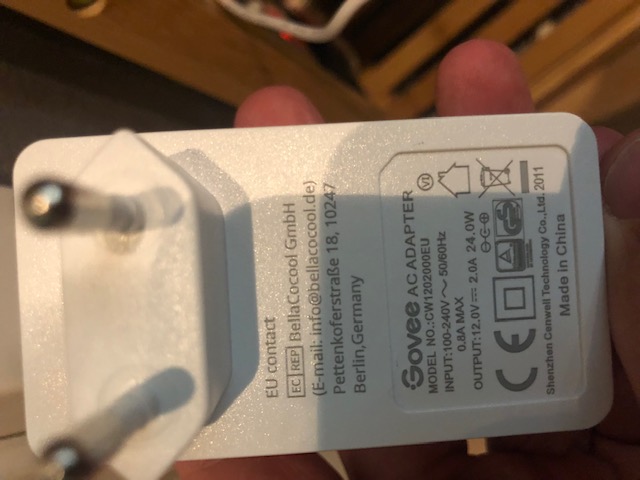 EU contact
EC REP BellaCocool GmbH
(E-mail: info@bellacocool.de)
Pettenkoferstraße 18, 10247
Berlin,Germany
Govee AC ADAPTER
MODEL NO.:CW1202000EU
INPUT:100-240V～50/60Hz
0.8A MAX
OUTPUT:12.0V⎓2.0A 24.0W
VI
CE
Shenzhen Cenwell Technology Co.,Ltd. 2011
Made in China